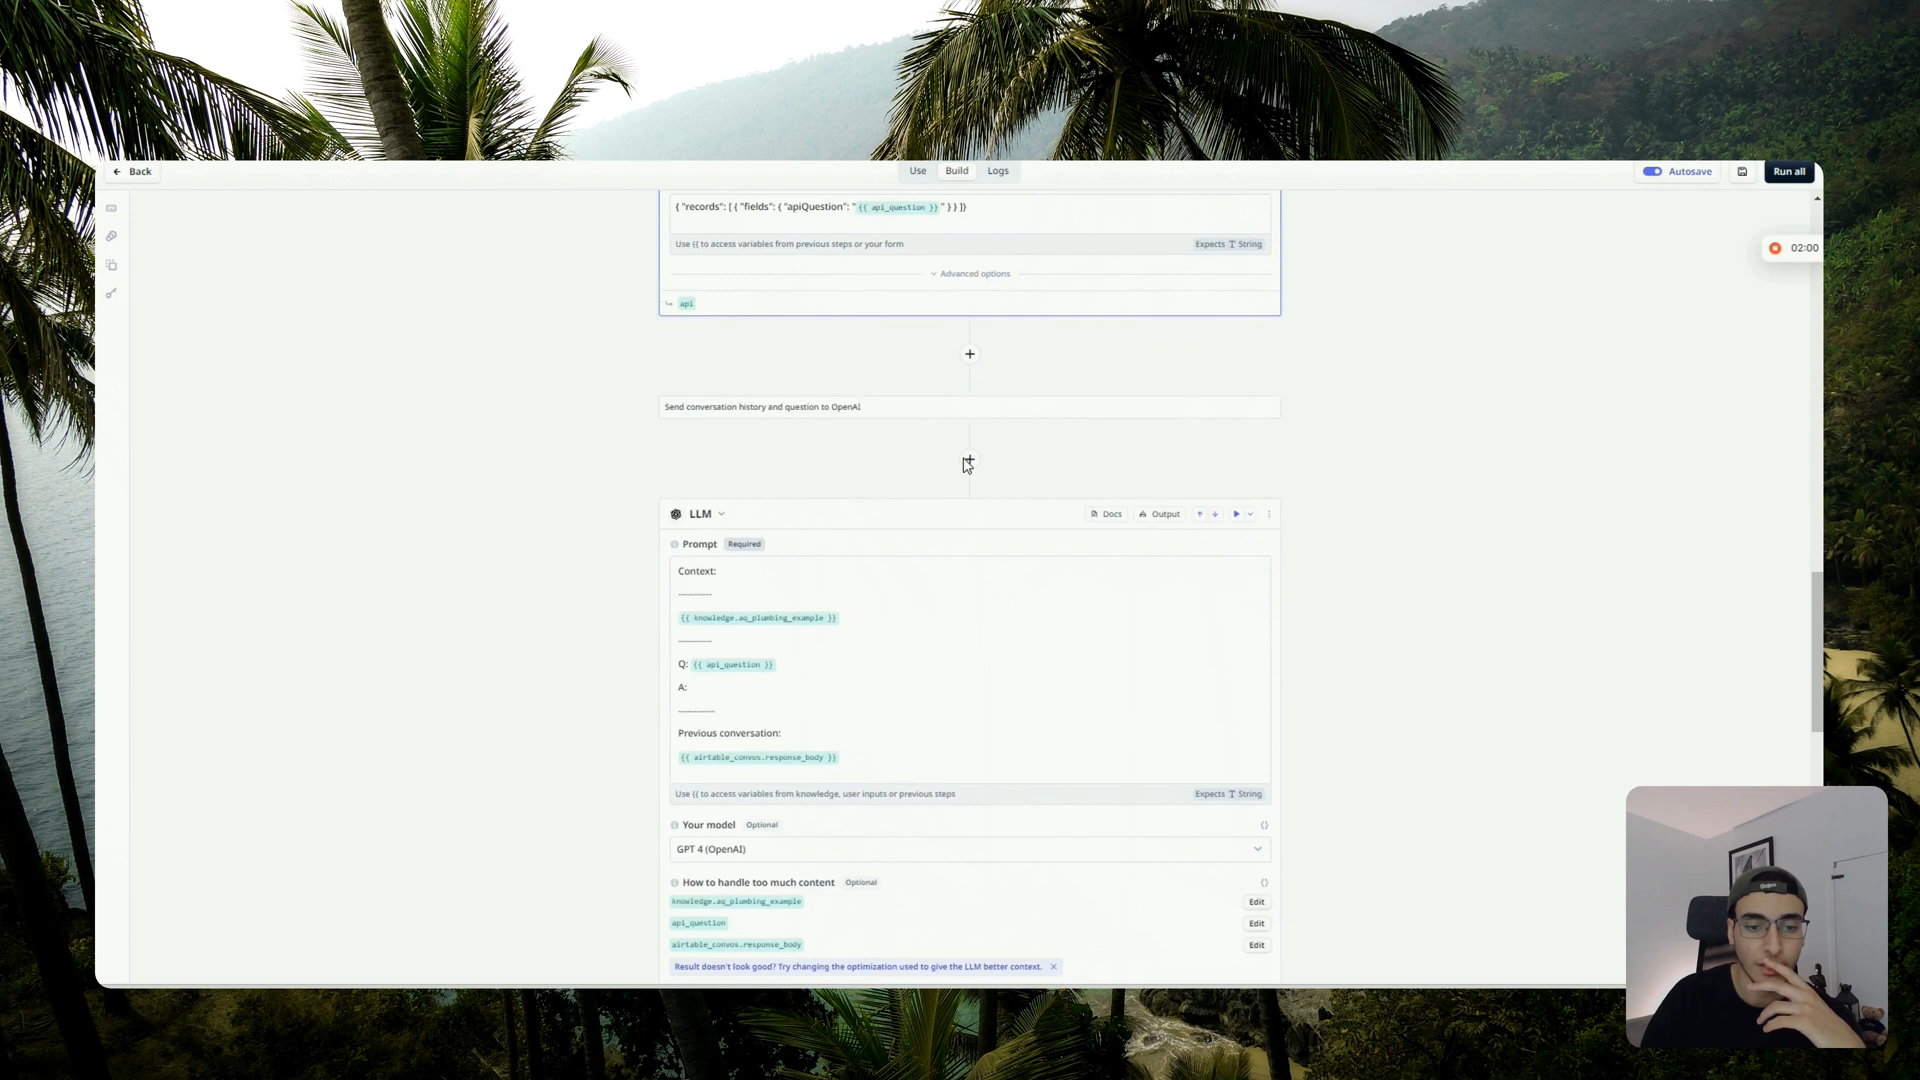 Back
Use Build Logs
Autosave
Run all
{ "records": [ { "fields": { "apiQuestion": "{{ api_question }}" } } ]}
Use {{ to access variables from previous steps or your form
Expects T String
Advanced options
api
02:00
Send conversation history and question to OpenAI
LLM
Docs Output
Prompt Required
Context:
-----------
{{ knowledge.aq_plumbing_example }}
-----------
Q: {{ api_question }}
A:
------------
Previous conversation:
{{ airtable_convos.response_body }}
Use {{ to access variables from knowledge, user inputs or previous steps
Expects T String
Your model Optional
{}
GPT 4 (OpenAI)
How to handle too much content Optional
{}
knowledge.aq_plumbing_example
Edit
api_question
Edit
airtable_convos.response_body
Edit
Result doesn't look good? Try changing the optimization used to give the LLM better context.